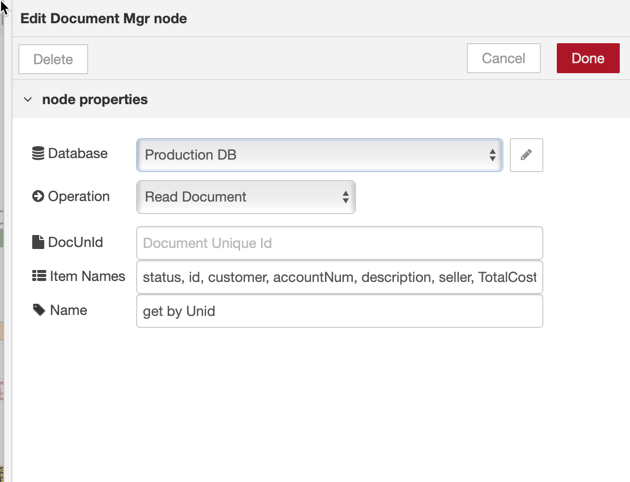 Edit Document Mgr node
Delete
Cancel
Done
node properties
Database
Production DB
Operation
Read Document
DocUnId
Document Unique Id
Item Names
status, id, customer, accountNum, description, seller, TotalCost
Name
get by Unid